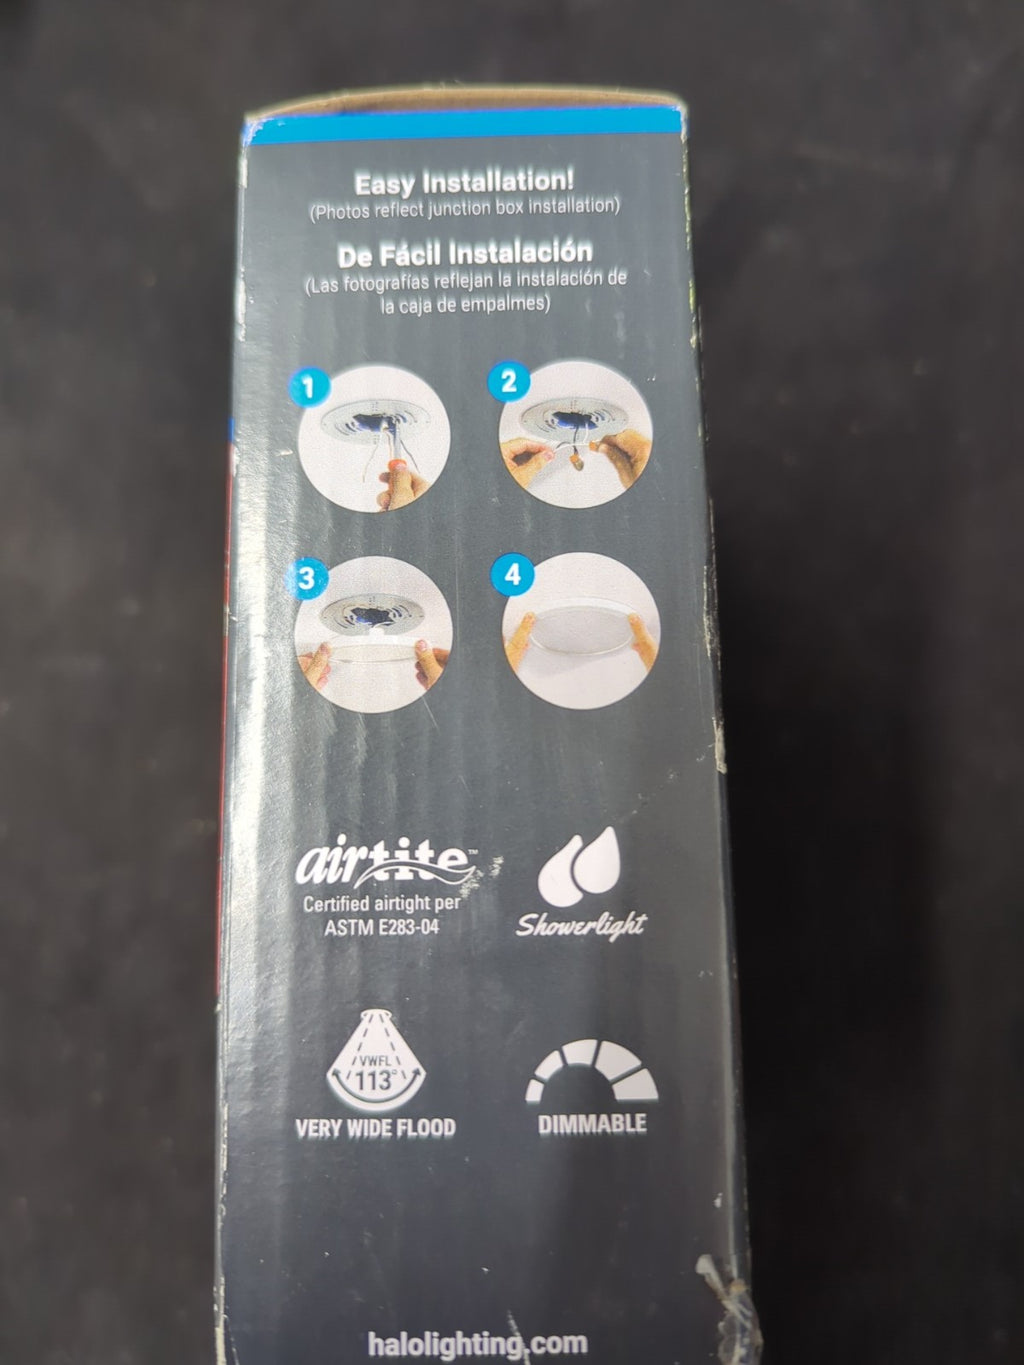 Easy Installation!
(Photos reflect junction box installation)
De Fácil Instalación
(Las fotografías reflejan la instalación de
la caja de empalmes)
1
2
3
4
airtite™
Certified airtight per
ASTM E283-04
Showerlight
VWFL
113°
VERY WIDE FLOOD
DIMMABLE
halolighting.com